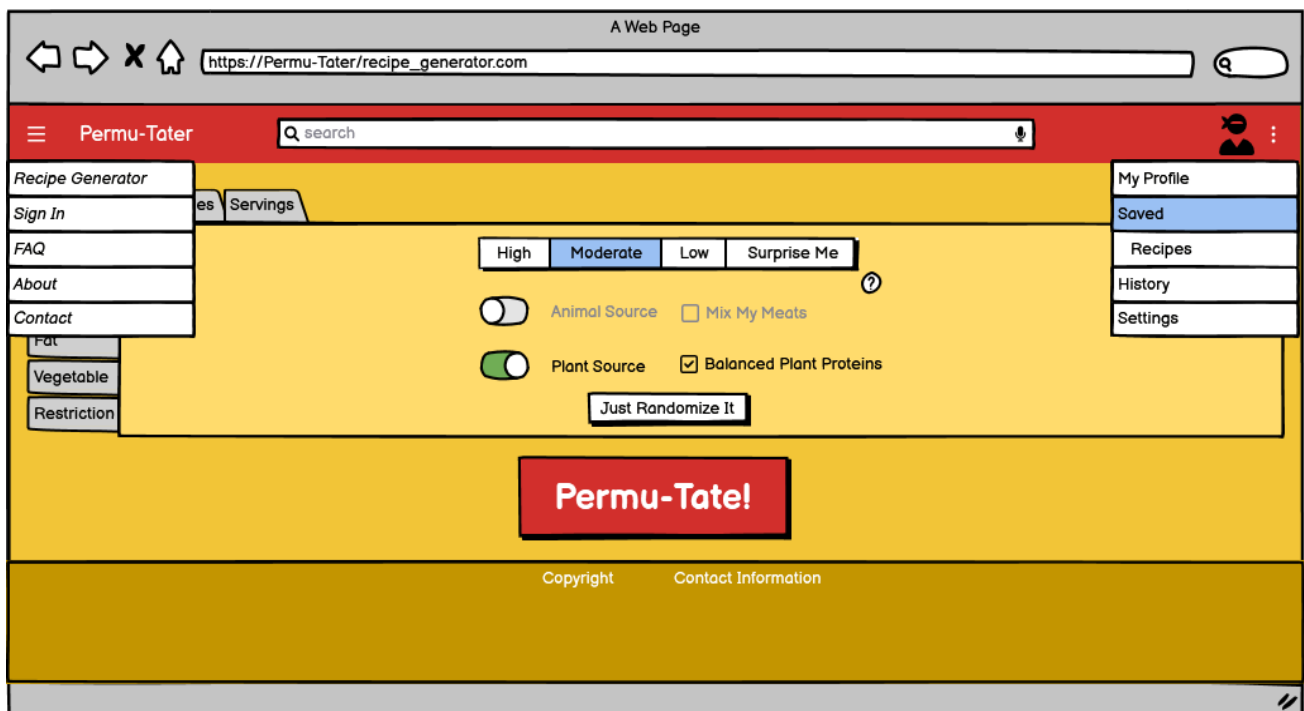 A Web Page
https://Permu-Tater/recipe_generator.com
Permu-Tater
search
Recipe Generator
Sign In
FAQ
About
Contact
es
Servings
My Profile
Saved
Recipes
History
Settings
High
Moderate
Low
Surprise Me
?
Animal Source
Mix My Meats
Plant Source
Balanced Plant Proteins
Just Randomize It
Fat
Vegetable
Restriction
Permu-Tate!
Copyright
Contact Information